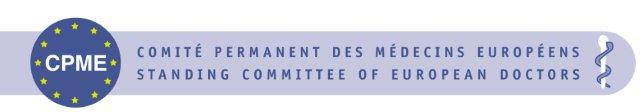 CPME
COMITÉ PERMANENT DES MÉDECINS EUROPÉENS
STANDING COMMITTEE OF EUROPEAN DOCTORS